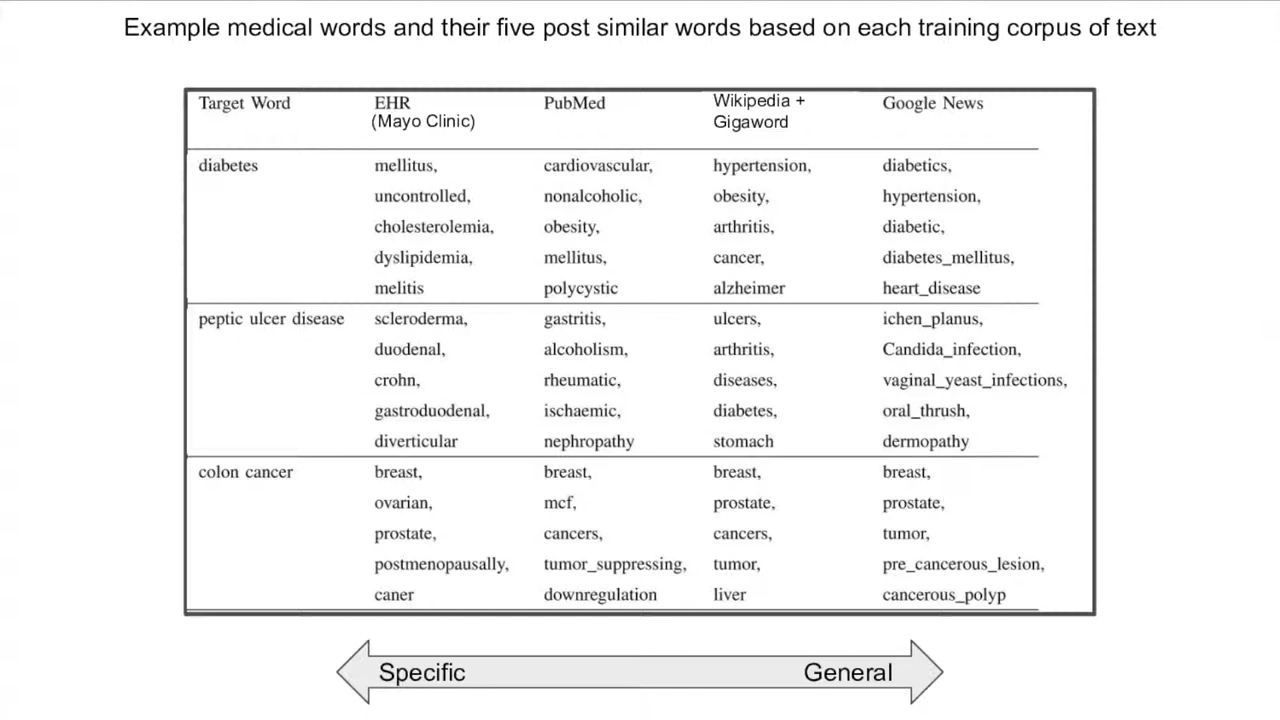 Example medical words and their five post similar words based on each training corpus of text
Target Word EHR (Mayo Clinic) PubMed Wikipedia + Gigaword Google News
diabetes mellitus, cardiovascular, hypertension, diabetics,
uncontrolled, nonalcoholic, obesity, hypertension,
cholesterolemia, obesity, arthritis, diabetic,
dyslipidemia, mellitus, cancer, diabetes_mellitus,
melitis polycystic alzheimer heart_disease
peptic ulcer disease scleroderma, gastritis, ulcers, ichen_planus,
duodenal, alcoholism, arthritis, Candida_infection,
crohn, rheumatic, diseases, vaginal_yeast_infections,
gastroduodenal, ischaemic, diabetes, oral_thrush,
diverticular nephropathy stomach dermopathy
colon cancer breast, breast, breast, breast,
ovarian, mcf, prostate, prostate,
prostate, cancers, cancers, tumor,
postmenopausally, tumor_suppressing, tumor, pre_cancerous_lesion,
caner downregulation liver cancerous_polyp
Specific General